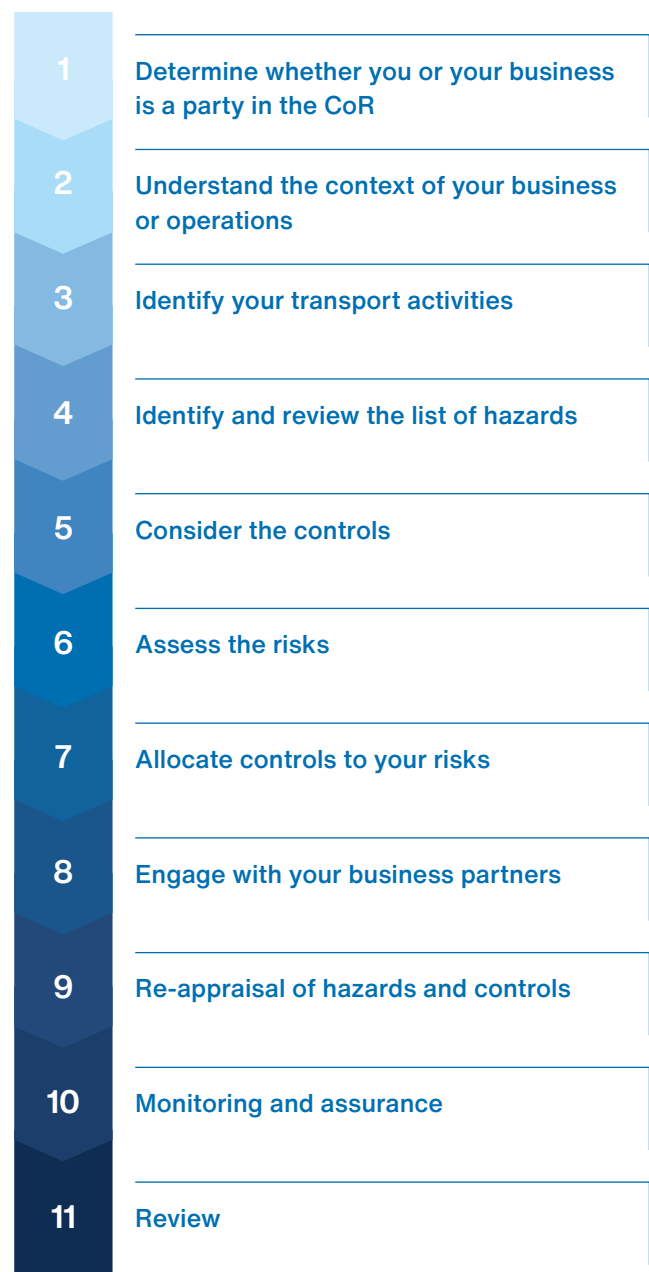 1
Determine whether you or your business
is a party in the CoR
2
Understand the context of your business
or operations
3
Identify your transport activities
4
Identify and review the list of hazards
5
Consider the controls
6
Assess the risks
7
Allocate controls to your risks
8
Engage with your business partners
9
Re-appraisal of hazards and controls
10
Monitoring and assurance
11
Review